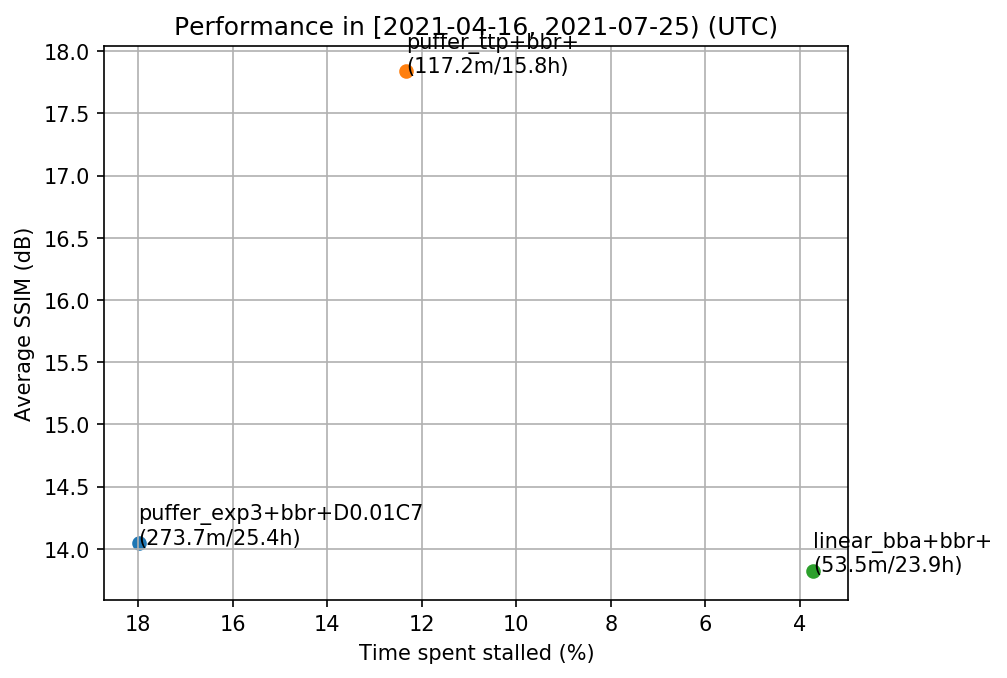 Performance in [2021-04-16, 2021-07-25) (UTC)
puffer_ttp+bbr+
(117.2m/15.8h)
18.0
17.5
17.0
16.5
16.0
15.5
15.0
14.5
14.0
Average SSIM (dB)
puffer_exp3+bbr+D0.01C7
(273.7m/25.4h)
linear_bba+bbr+
(53.5m/23.9h)
18 16 14 12 10 8 6 4
Time spent stalled (%)